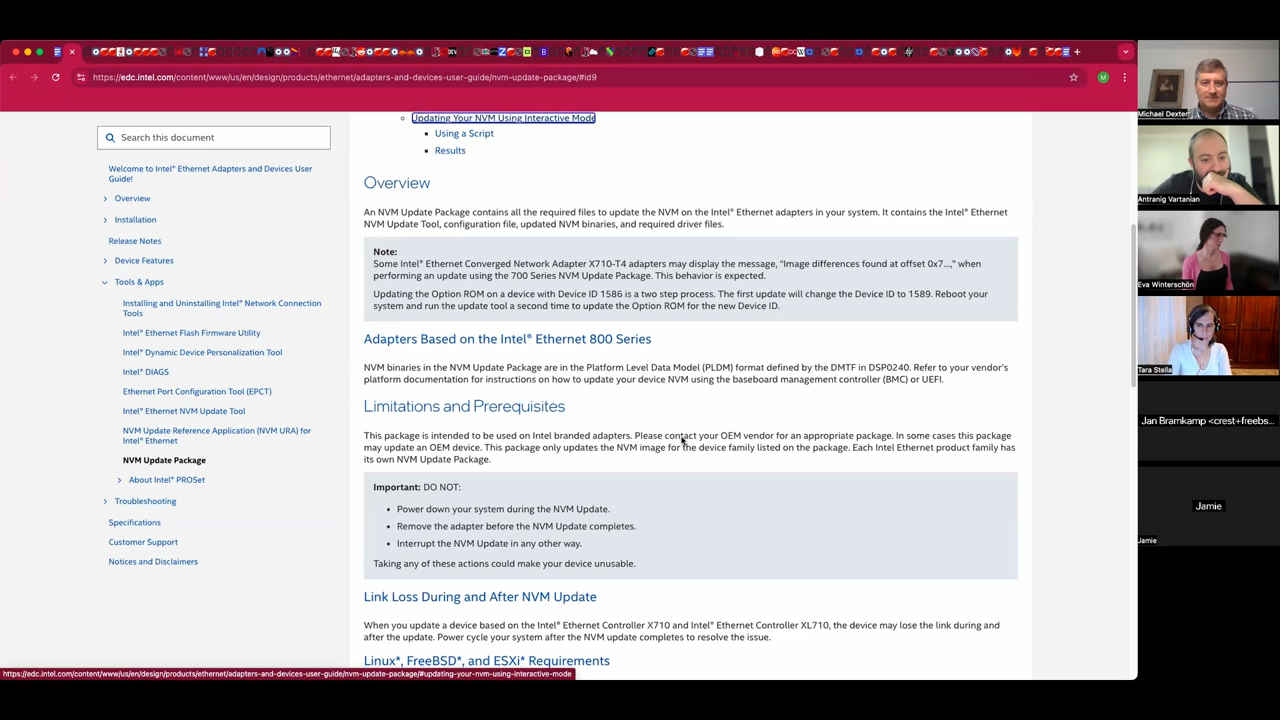 https://edc.intel.com/content/www/us/en/design/products/ethernet/adapters-and-devices-user-guide/nvm-update-package/#id9
M
Search this document
Welcome to Intel® Ethernet Adapters and Devices User
Guide!
Overview
Installation
Release Notes
Device Features
Tools & Apps
Installing and Uninstalling Intel® Network Connection
Tools
Intel® Ethernet Flash Firmware Utility
Intel® Dynamic Device Personalization Tool
Intel® DIAGS
Ethernet Port Configuration Tool (EPCT)
Intel® Ethernet NVM Update Tool
NVM Update Reference Application (NVM URA) for
Intel® Ethernet
NVM Update Package
About Intel® PROSet
Troubleshooting
Specifications
Customer Support
Notices and Disclaimers
Updating Your NVM Using Interactive Mode
Using a Script
Results
Overview
An NVM Update Package contains all the required files to update the NVM on the Intel® Ethernet adapters in your system. It contains the Intel® Ethernet
NVM Update Tool, configuration file, updated NVM binaries, and required driver files.
Note:
Some Intel® Ethernet Converged Network Adapter X710-T4 adapters may display the message, “Image differences found at offset 0x7...,” when
performing an update using the 700 Series NVM Update Package. This behavior is expected.
Updating the Option ROM on a device with Device ID 1586 is a two step process. The first update will change the Device ID to 1589. Reboot your
system and run the update tool a second time to update the Option ROM for the new Device ID.
Adapters Based on the Intel® Ethernet 800 Series
NVM binaries in the NVM Update Package are in the Platform Level Data Model (PLDM) format defined by the DMTF in DSP0240. Refer to your vendor’s
platform documentation for instructions on how to update your device NVM using the baseboard management controller (BMC) or UEFI.
Limitations and Prerequisites
This package is intended to be used on Intel branded adapters. Please contact your OEM vendor for an appropriate package. In some cases this package
may update an OEM device. This package only updates the NVM image for the device family listed on the package. Each Intel Ethernet product family has
its own NVM Update Package.
Important: DO NOT:
Power down your system during the NVM Update.
Remove the adapter before the NVM Update completes.
Interrupt the NVM Update in any other way.
Taking any of these actions could make your device unusable.
Link Loss During and After NVM Update
When you update a device based on the Intel® Ethernet Controller X710 and Intel® Ethernet Controller XL710, the device may lose the link during and
after the update. Power cycle your system after the NVM update completes to resolve the issue.
Linux*, FreeBSD*, and ESXi* Requirements
https://edc.intel.com/content/www/us/en/design/products/ethernet/adapters-and-devices-user-guide/nvm-update-package/#updating-your-nvm-using-interactive-mode
Michael Dexter
Antranig Vartanian
Eva Winterschön
Tara Stella
Jan Bramkamp <crest+freebs...
Jamie
Jamie